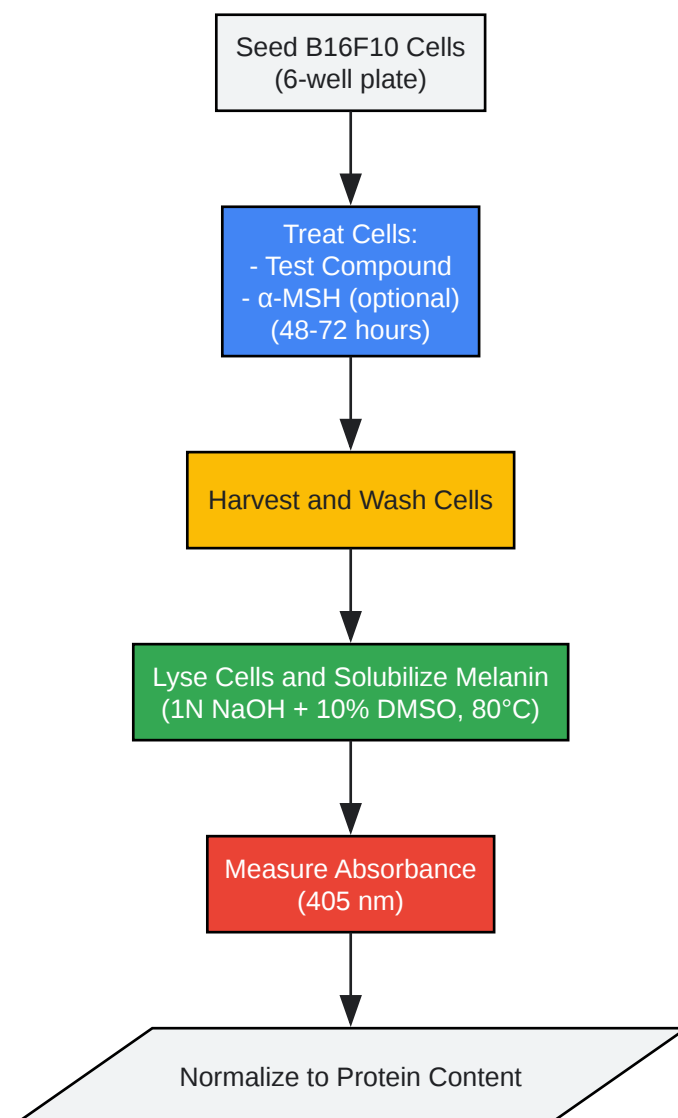 Seed B16F10 Cells
(6-well plate)
Treat Cells:
- Test Compound
- α-MSH (optional)
(48-72 hours)
Harvest and Wash Cells
Lyse Cells and Solubilize Melanin
(1N NaOH + 10% DMSO, 80°C)
Measure Absorbance
(405 nm)
Normalize to Protein Content